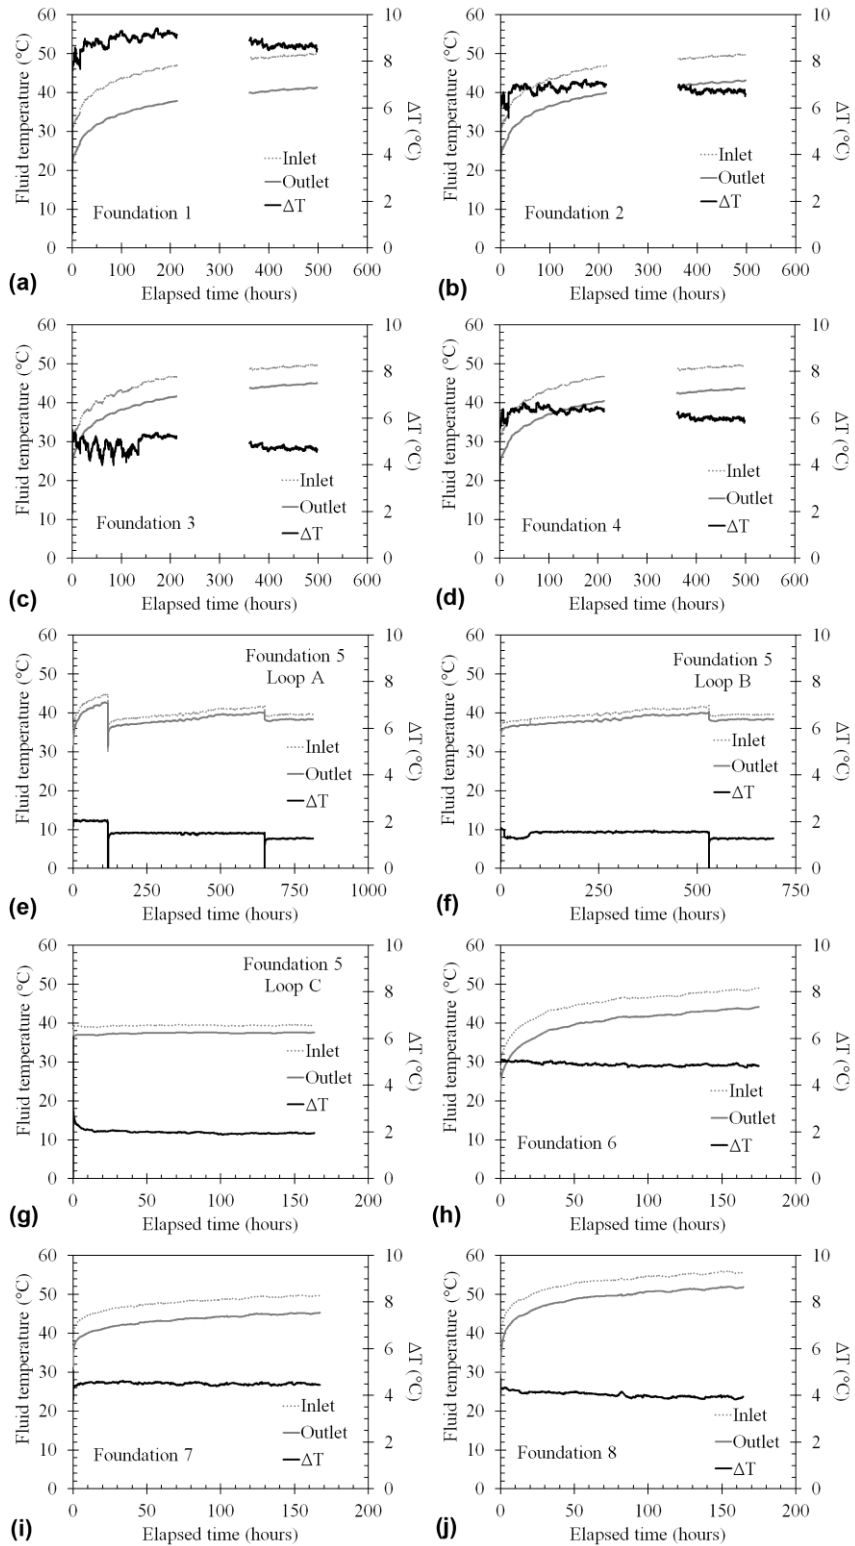 Fluid temperature (°C)
60
50
40
30
20
10
0
10
8
6
4
2
0
ΔT (°C)
Inlet
Outlet
ΔT
Foundation 1
0 100 200 300 400 500 600
(a) Elapsed time (hours)
Fluid temperature (°C)
60
50
40
30
20
10
0
10
8
6
4
2
0
ΔT (°C)
Inlet
Outlet
ΔT
Foundation 2
0 100 200 300 400 500 600
(b) Elapsed time (hours)
Fluid temperature (°C)
60
50
40
30
20
10
0
10
8
6
4
2
0
ΔT (°C)
Inlet
Outlet
ΔT
Foundation 3
0 100 200 300 400 500 600
(c) Elapsed time (hours)
Fluid temperature (°C)
60
50
40
30
20
10
0
10
8
6
4
2
0
ΔT (°C)
Inlet
Outlet
ΔT
Foundation 4
0 100 200 300 400 500 600
(d) Elapsed time (hours)
Fluid temperature (°C)
60
50
40
30
20
10
0
10
8
6
4
2
0
ΔT (°C)
Foundation 5
Loop A
Inlet
Outlet
ΔT
0 250 500 750 1000
(e) Elapsed time (hours)
Fluid temperature (°C)
60
50
40
30
20
10
0
10
8
6
4
2
0
ΔT (°C)
Foundation 5
Loop B
Inlet
Outlet
ΔT
0 250 500 750
(f) Elapsed time (hours)
Fluid temperature (°C)
60
50
40
30
20
10
0
10
8
6
4
2
0
ΔT (°C)
Foundation 5
Loop C
Inlet
Outlet
ΔT
0 50 100 150 200
(g) Elapsed time (hours)
Fluid temperature (°C)
60
50
40
30
20
10
0
10
8
6
4
2
0
ΔT (°C)
Inlet
Outlet
ΔT
Foundation 6
0 50 100 150 200
(h) Elapsed time (hours)
Fluid temperature (°C)
60
50
40
30
20
10
0
10
8
6
4
2
0
ΔT (°C)
Inlet
Outlet
ΔT
Foundation 7
0 50 100 150 200
(i) Elapsed time (hours)
Fluid temperature (°C)
60
50
40
30
20
10
0
10
8
6
4
2
0
ΔT (°C)
Inlet
Outlet
ΔT
Foundation 8
0 50 100 150 200
(j) Elapsed time (hours)